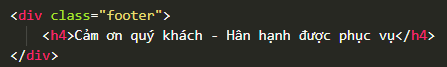 <div class="footer">
<h4>Cảm ơn quý khách - Hân hạnh được phục vụ</h4>
</div>